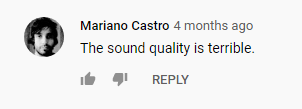 Mariano Castro 4 months ago
The sound quality is terrible.
REPLY